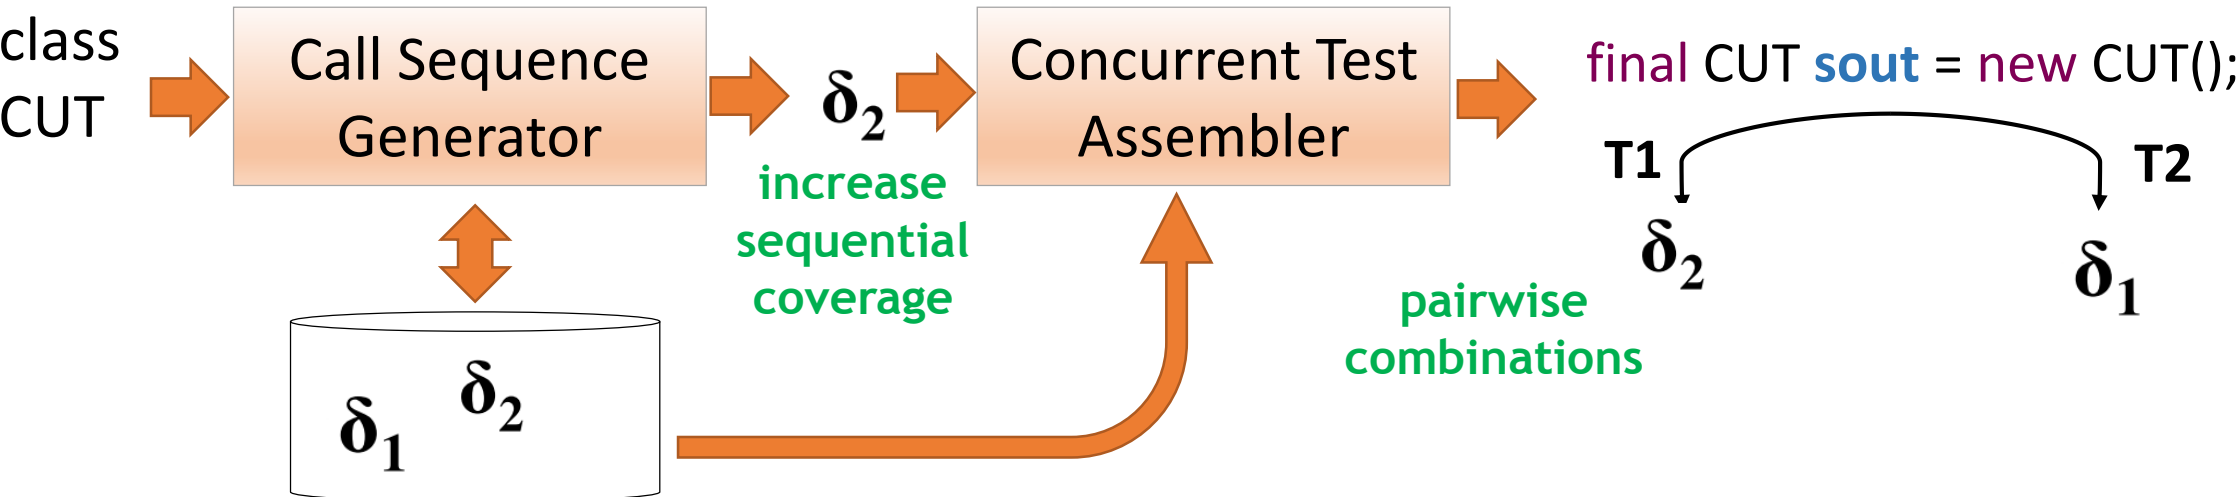 class
CUT
Call Sequence
Generator
δ2
increase
sequential
coverage
Concurrent Test
Assembler
final CUT sout = new CUT();
T1
T2
δ2
δ1
pairwise
combinations
δ1
δ2